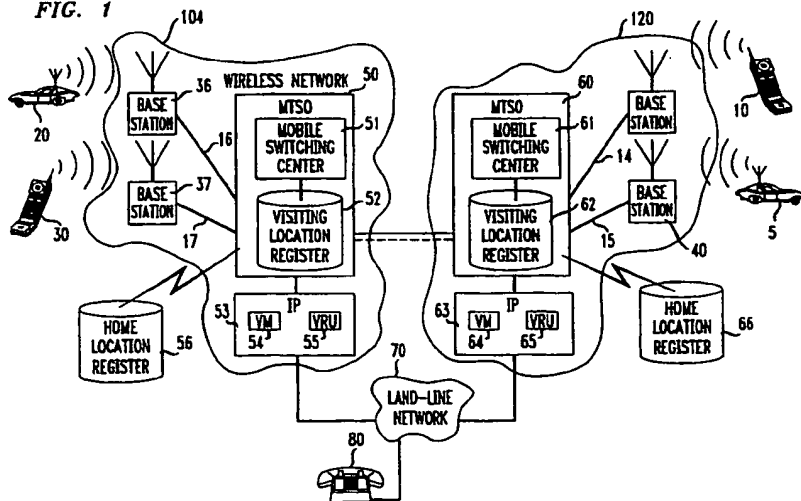 FIG. 1
104
120
WIRELESS NETWORK
50
60
MTSO
MTSO
BASE
STATION
36
20
16
MOBILE
SWITCHING
CENTER
51
MOBILE
SWITCHING
CENTER
61
14
BASE
STATION
10
BASE
STATION
37
30
17
VISITING
LOCATION
REGISTER
52
VISITING
LOCATION
REGISTER
62
15
BASE
STATION
40
5
HOME
LOCATION
REGISTER
56
53
IP
VM
54
VRU
55
63
IP
VM
64
VRU
65
HOME
LOCATION
REGISTER
66
70
LAND-LINE
NETWORK
80